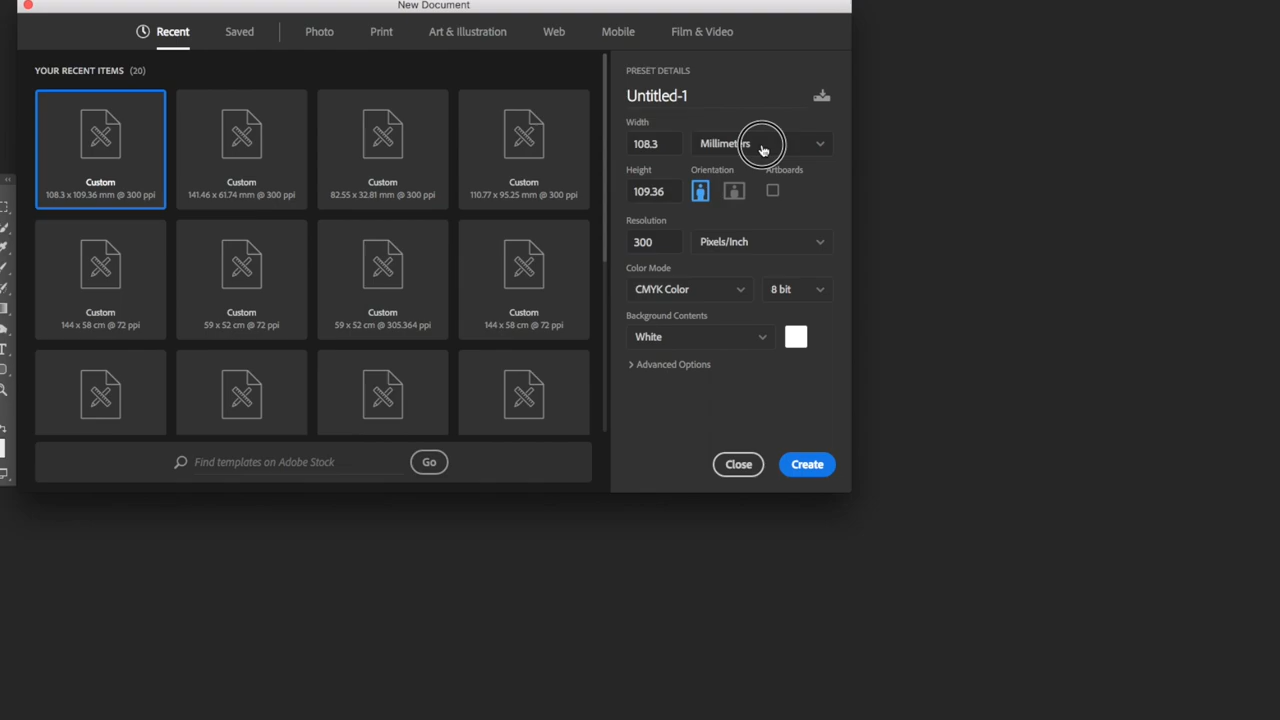 New Document
Recent Saved Photo Print Art & Illustration Web Mobile Film & Video
YOUR RECENT ITEMS (20)
Custom
108.3 x 109.36 mm @ 300 ppi
Custom
141.46 x 61.74 mm @ 300 ppi
Custom
82.55 x 32.81 mm @ 300 ppi
Custom
110.77 x 95.25 mm @ 300 ppi
Custom
144 x 58 cm @ 72 ppi
Custom
59 x 52 cm @ 72 ppi
Custom
59 x 52 cm @ 305.364 ppi
Custom
144 x 58 cm @ 72 ppi
Find templates on Adobe Stock
Go
PRESET DETAILS
Untitled-1
Width
108.3 Millimeters
Height Orientation Artboards
109.36
Resolution
300 Pixels/Inch
Color Mode
CMYK Color 8 bit
Background Contents
White
Advanced Options
Close Create